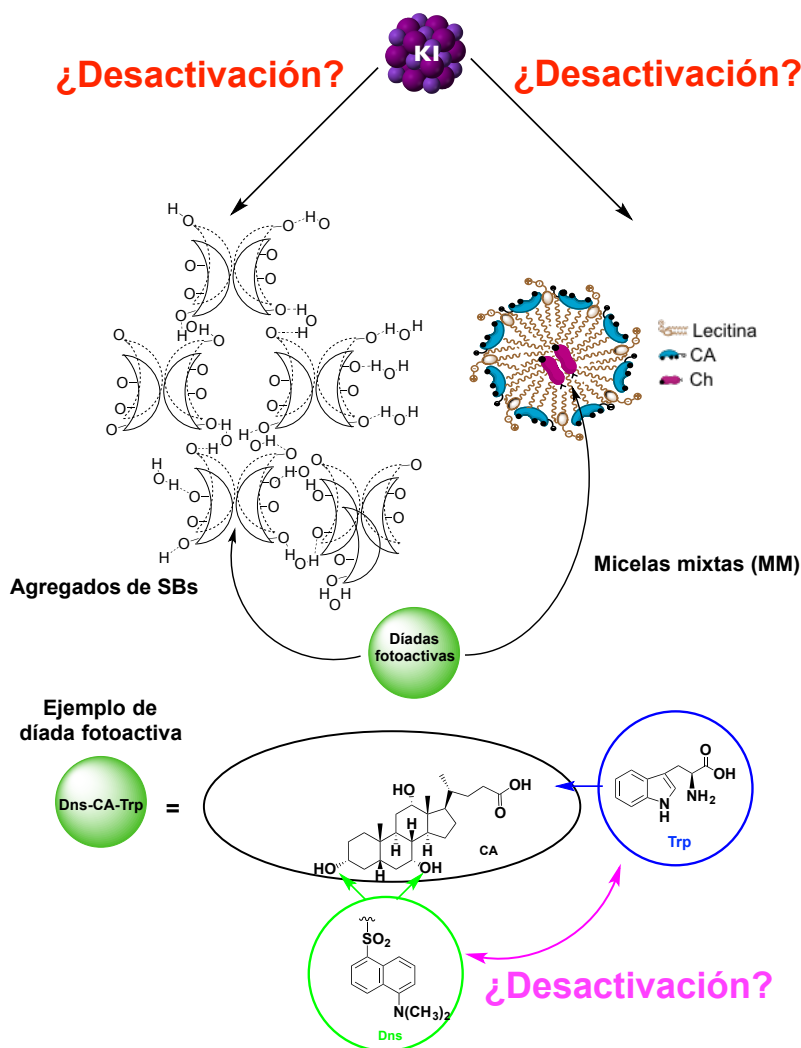 KI
¿Desactivación?
¿Desactivación?
Lecitina
CA
Ch
Agregados de SBs
Micelas mixtas (MM)
Díadas
fotoactivas
Ejemplo de
díada fotoactiva
Dns-CA-Trp
=
OH
O
HO
H
H
H
H
HO
OH
CA
O
OH
NH₂
N
H
Trp
SO₂
N(CH₃)₂
Dns
¿Desactivación?